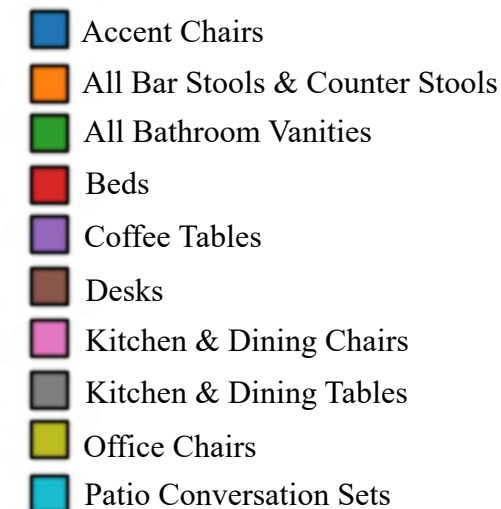 Accent Chairs
All Bar Stools & Counter Stools
All Bathroom Vanities
Beds
Coffee Tables
Desks
Kitchen & Dining Chairs
Kitchen & Dining Tables
Office Chairs
Patio Conversation Sets